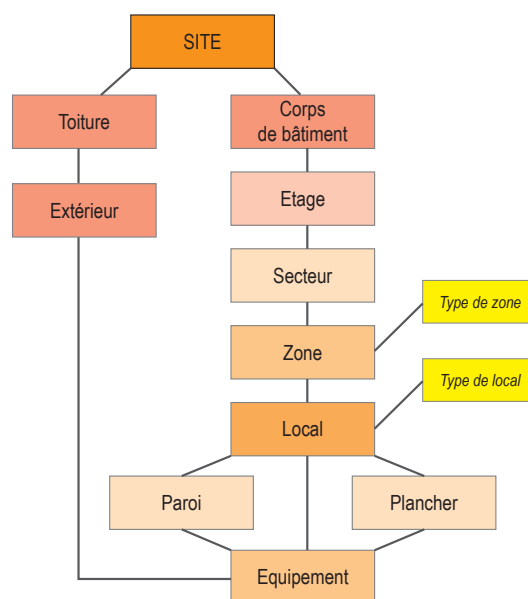 SITE
Toiture
Corps
de bâtiment
Extérieur
Etage
Secteur
Type de zone
Zone
Type de local
Local
Paroi
Plancher
Equipement